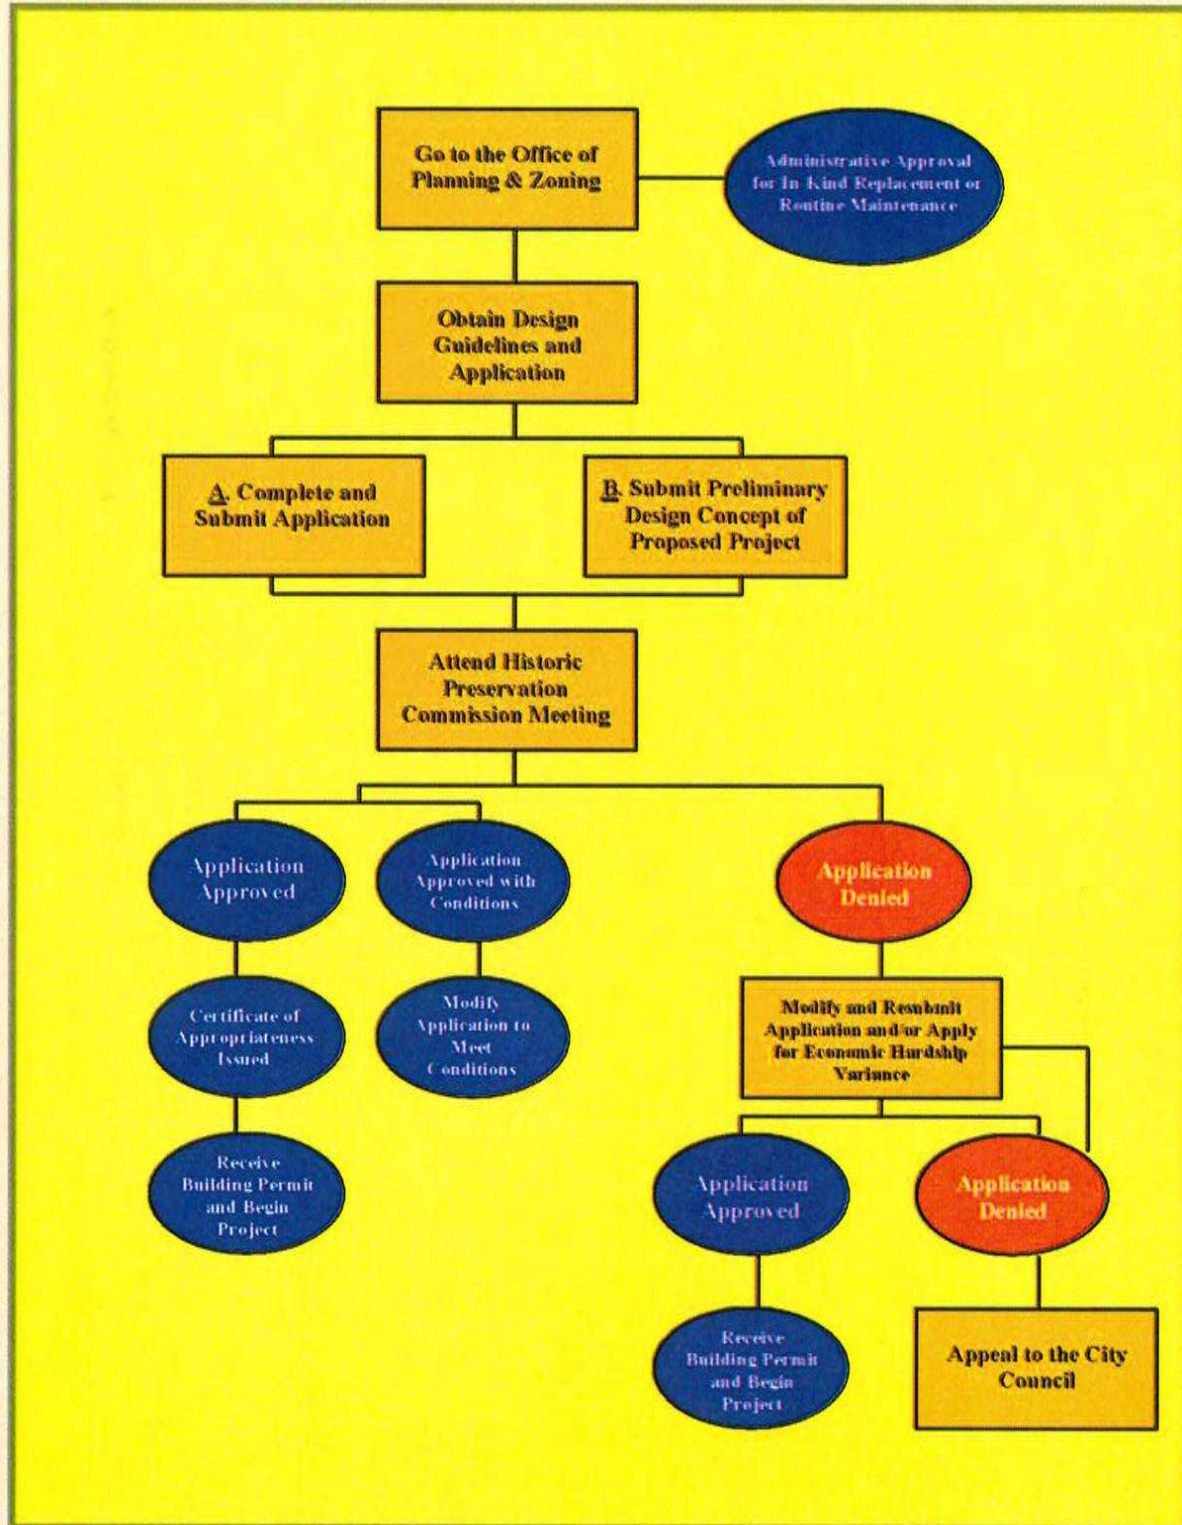 Go to the Office of
Planning & Zoning
Administrative Approval
for In-Kind Replacement or
Routine Maintenance
Obtain Design
Guidelines and
Application
A. Complete and
Submit Application
B. Submit Preliminary
Design Concept of
Proposed Project
Attend Historic
Preservation
Commission Meeting
Application
Approved
Application
Approved with
Conditions
Application
Denied
Certificate of
Appropriateness
Issued
Modify
Application to
Meet
Conditions
Modify and Resubmit
Application and/or Apply
for Economic Hardship
Variance
Receive
Building Permit
and Begin
Project
Application
Approved
Application
Denied
Receive
Building Permit
and Begin
Project
Appeal to the City
Council